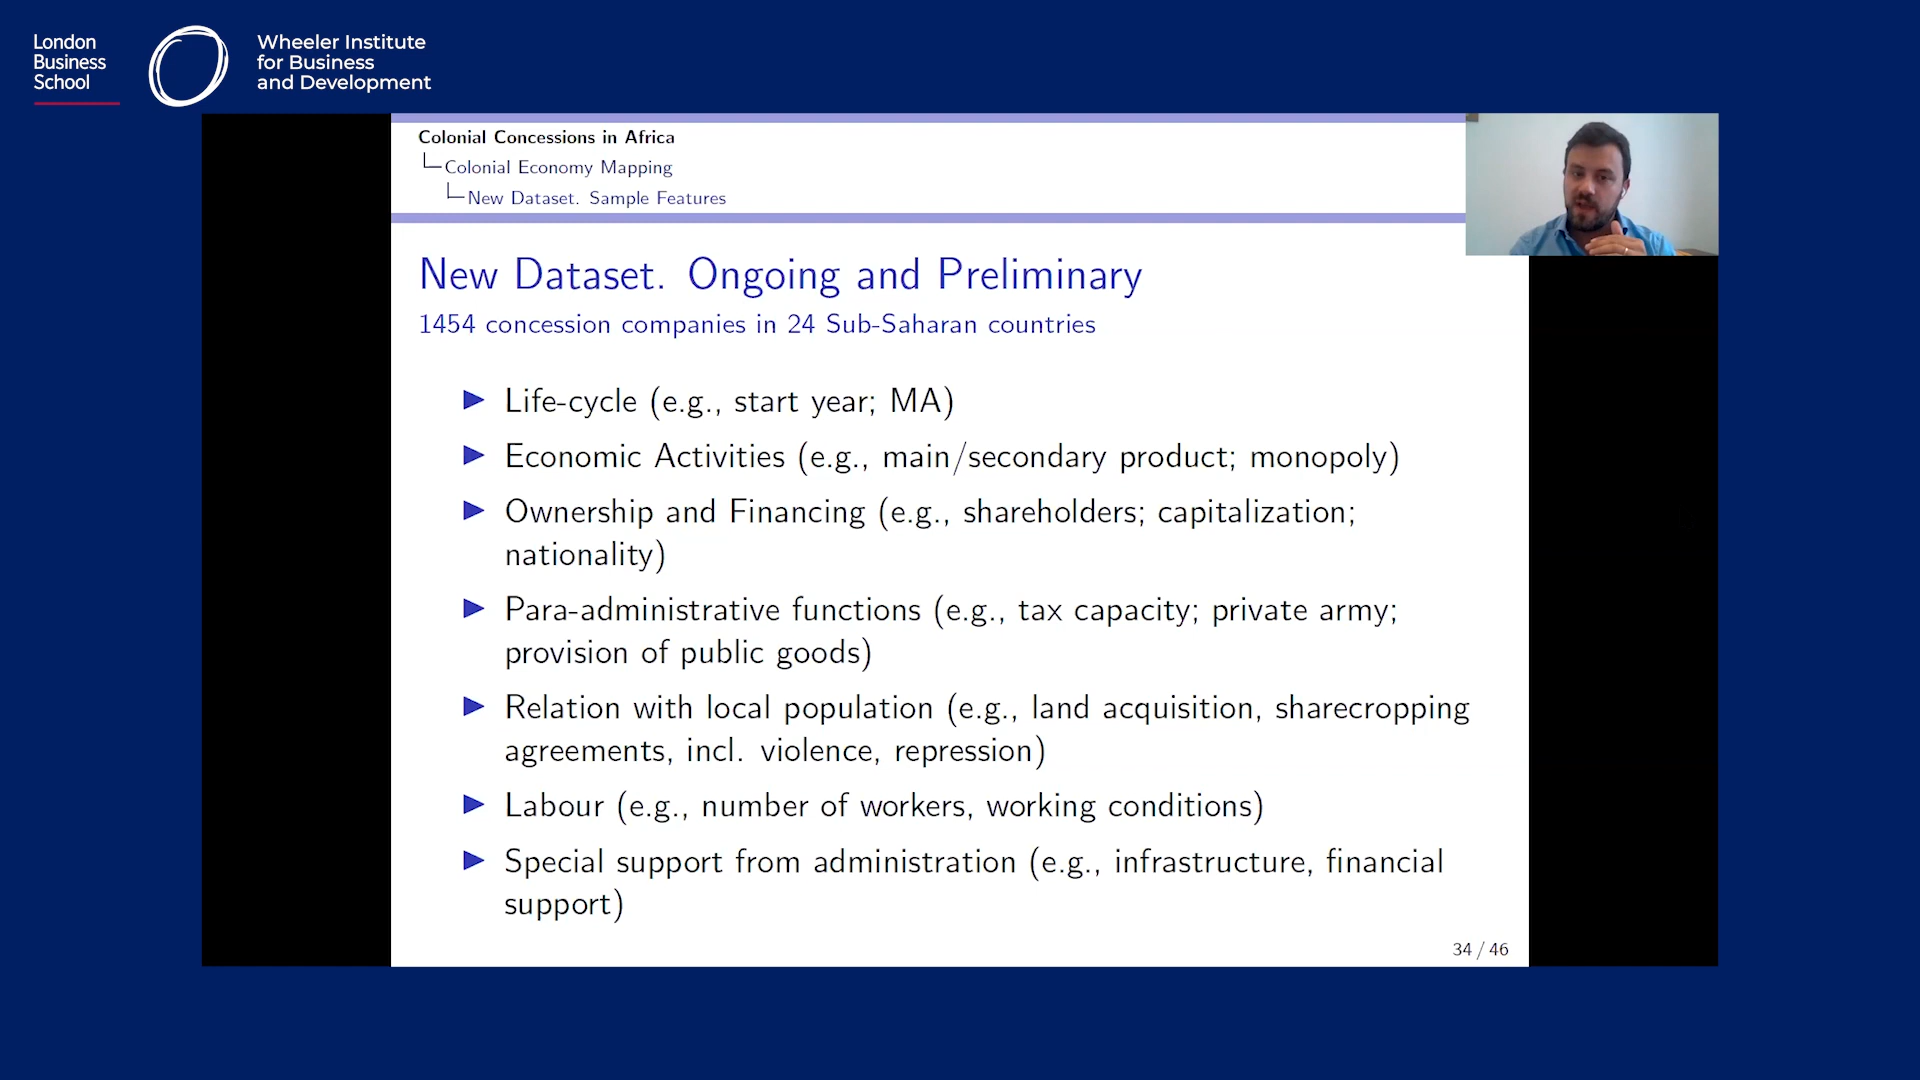 London
Business
School
Wheeler Institute
for Business
and Development
Colonial Concessions in Africa
Colonial Economy Mapping
New Dataset. Sample Features
New Dataset. Ongoing and Preliminary
1454 concession companies in 24 Sub-Saharan countries
Life-cycle (e.g., start year; MA)
Economic Activities (e.g., main/secondary product; monopoly)
Ownership and Financing (e.g., shareholders; capitalization;
nationality)
Para-administrative functions (e.g., tax capacity; private army;
provision of public goods)
Relation with local population (e.g., land acquisition, sharecropping
agreements, incl. violence, repression)
Labour (e.g., number of workers, working conditions)
Special support from administration (e.g., infrastructure, financial
support)
34 / 46